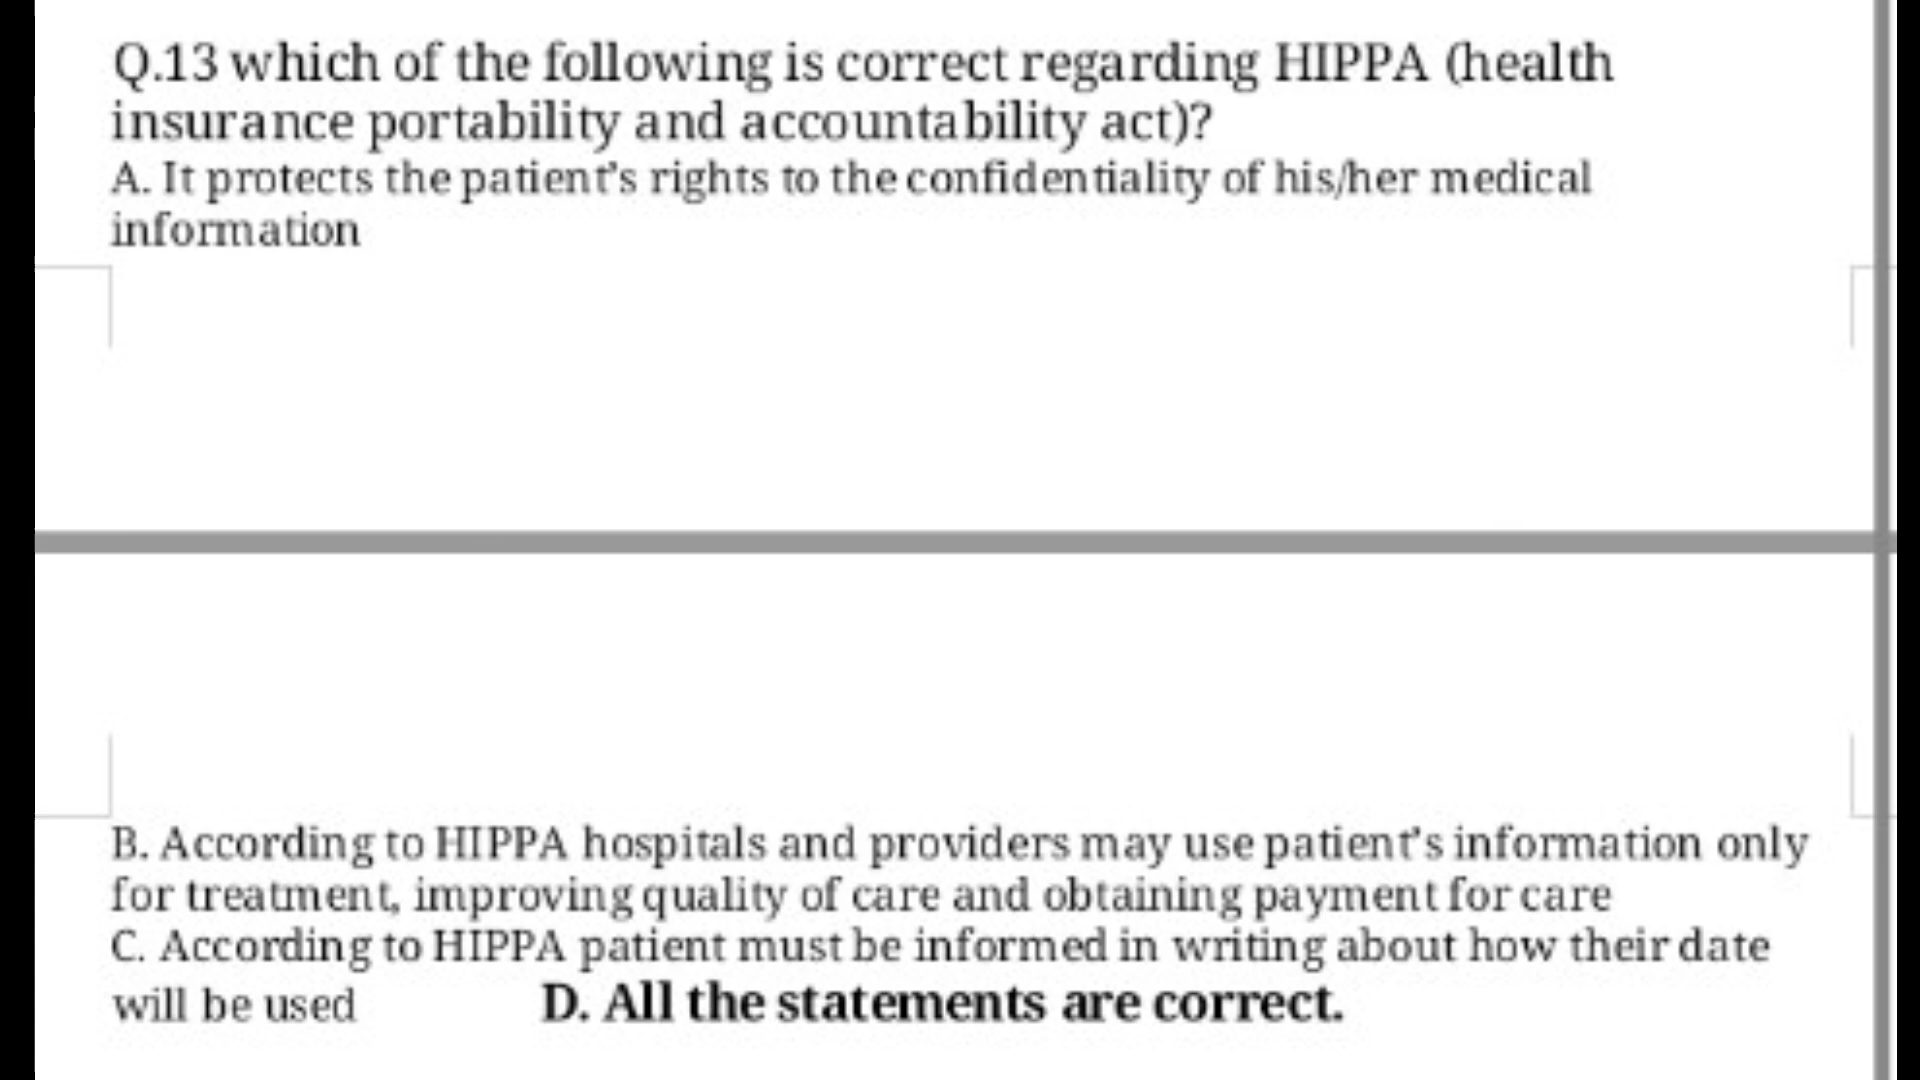 Q.13 which of the following is correct regarding HIPPA (health
insurance portability and accountability act)?
A. It protects the patient's rights to the confidentiality of his/her medical
information
B. According to HIPPA hospitals and providers may use patient's information only
for treatment, improving quality of care and obtaining payment for care
C. According to HIPPA patient must be informed in writing about how their date
will be used D. All the statements are correct.